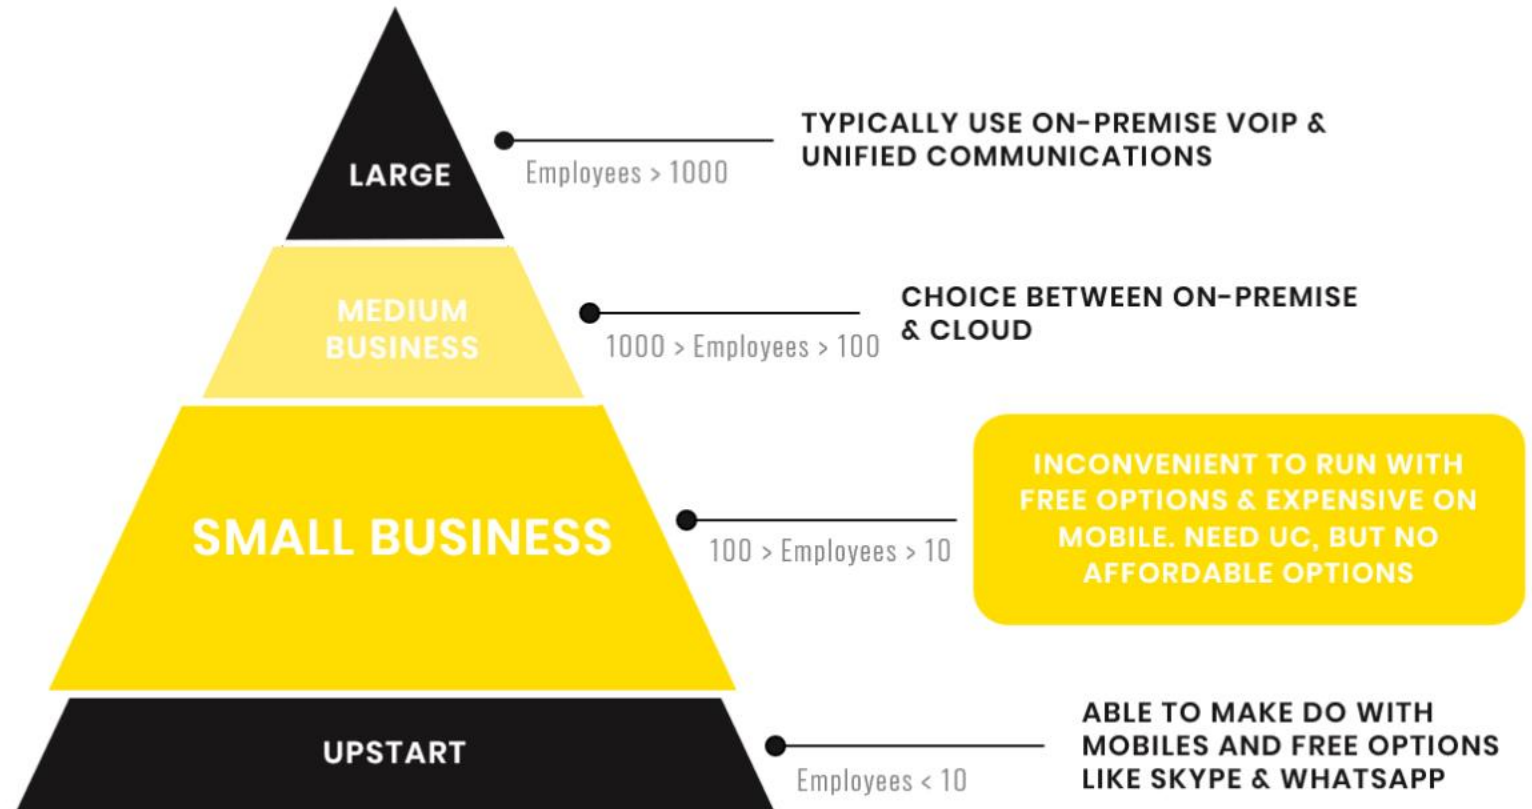 LARGE
Employees > 1000
TYPICALLY USE ON-PREMISE VOIP &
UNIFIED COMMUNICATIONS
MEDIUM
BUSINESS
1000 > Employees > 100
CHOICE BETWEEN ON-PREMISE
& CLOUD
SMALL BUSINESS
100 > Employees > 10
INCONVENIENT TO RUN WITH
FREE OPTIONS & EXPENSIVE ON
MOBILE. NEED UC, BUT NO
AFFORDABLE OPTIONS
UPSTART
Employees < 10
ABLE TO MAKE DO WITH
MOBILES AND FREE OPTIONS
LIKE SKYPE & WHATSAPP